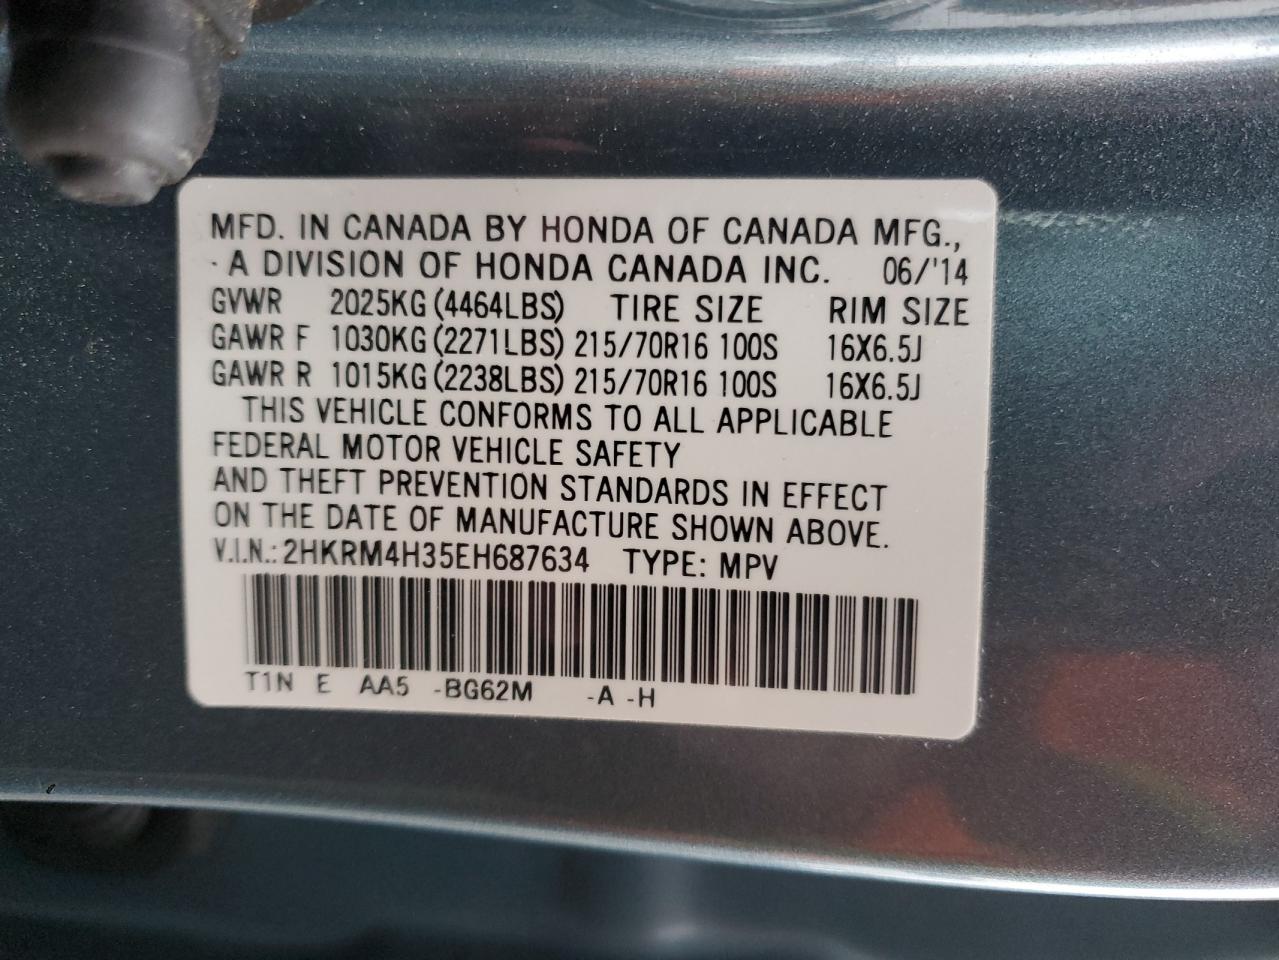 MFD. IN CANADA BY HONDA OF CANADA MFG.,
A DIVISION OF HONDA CANADA INC. 06/'14
GVWR 2025KG (4464LBS) TIRE SIZE RIM SIZE
GAWR F 1030KG (2271LBS) 215/70R16 100S 16X6.5J
GAWR R 1015KG (2238LBS) 215/70R16 100S 16X6.5J
THIS VEHICLE CONFORMS TO ALL APPLICABLE
FEDERAL MOTOR VEHICLE SAFETY
AND THEFT PREVENTION STANDARDS IN EFFECT
ON THE DATE OF MANUFACTURE SHOWN ABOVE.
V.I.N.: 2HKRM4H35EH687634 TYPE: MPV
T1N E AA5 -BG62M -A -H